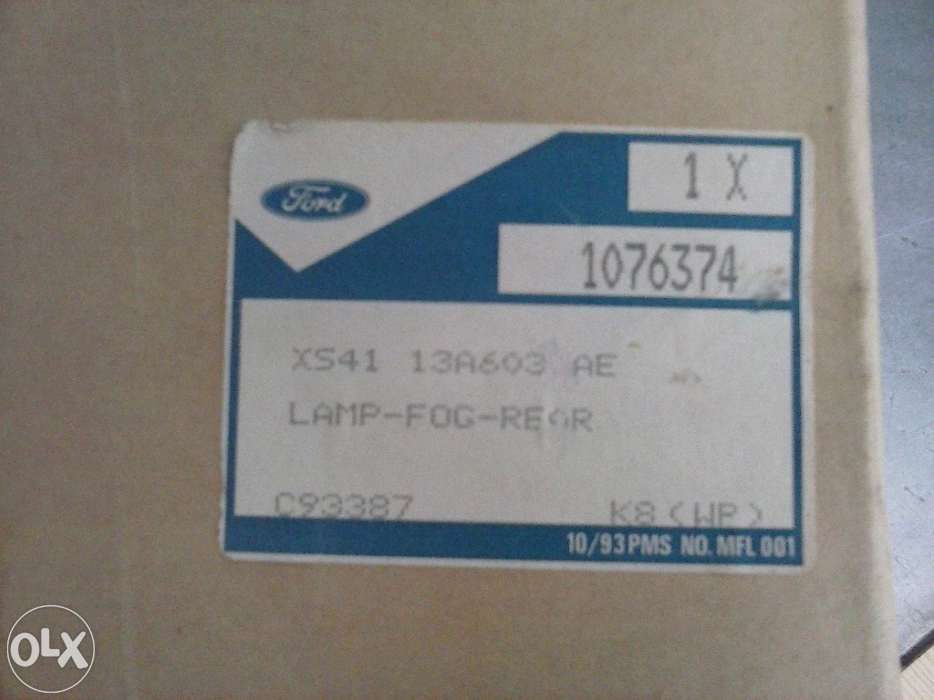 Ford
1 X
1076374
XS41 13A603 AE
LAMP-FOG-REAR
C93387
K8(WP)
10/93 PMS NO. MFL 001
OLX